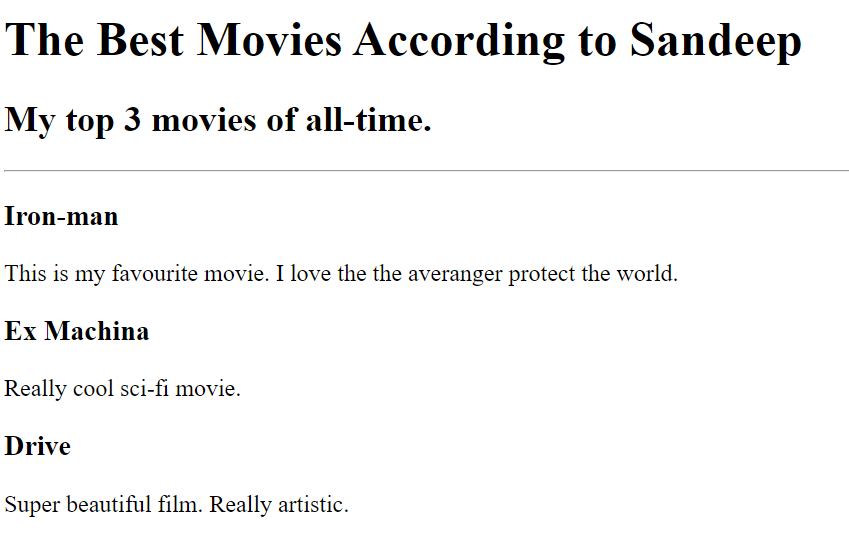 The Best Movies According to Sandeep
My top 3 movies of all-time.
Iron-man
This is my favourite movie. I love the the averanger protect the world.
Ex Machina
Really cool sci-fi movie.
Drive
Super beautiful film. Really artistic.